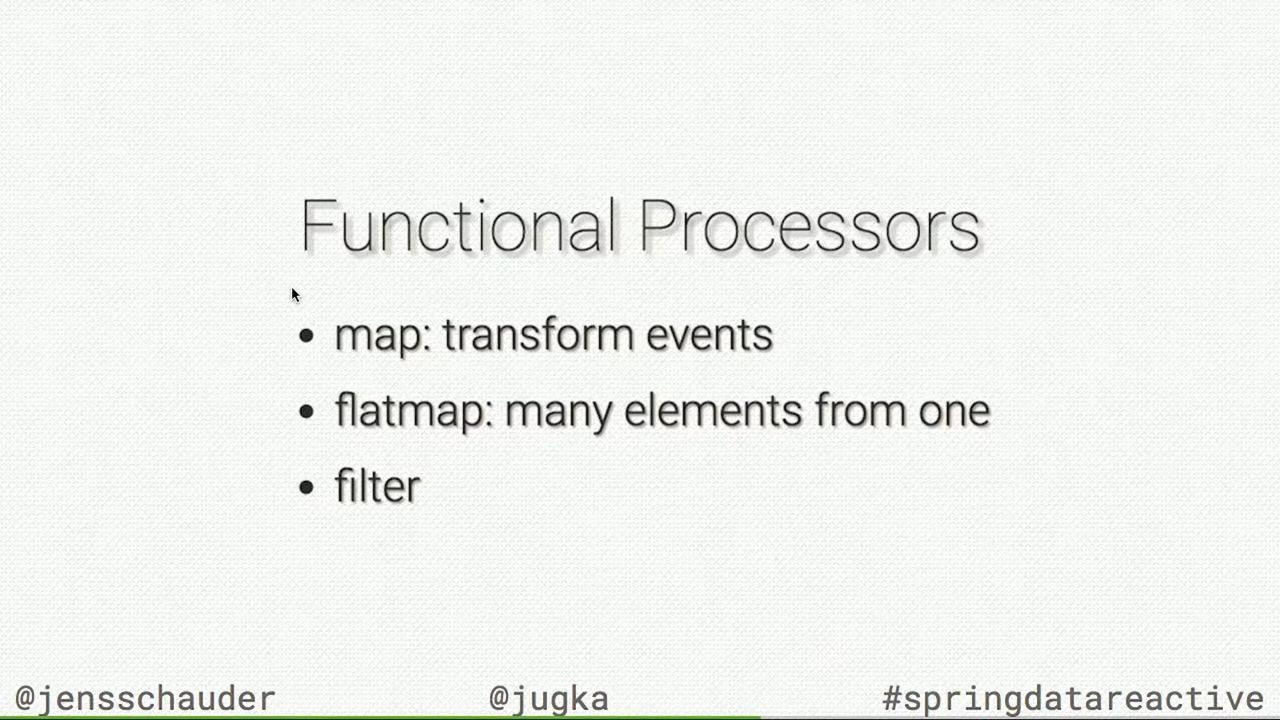 Functional Processors
• map: transform events
• flatmap: many elements from one
• filter
@jensschauder @jugka #springdatareactive